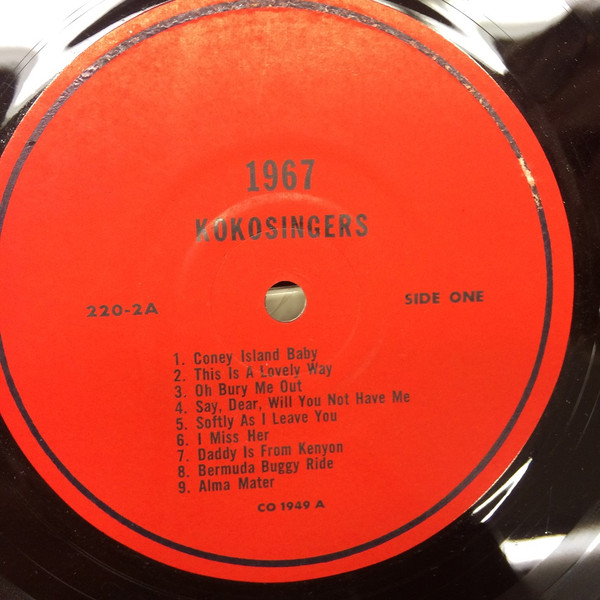 1967
KOKOSINGERS
220-2A
SIDE ONE
1. Coney Island Baby
2. This Is A Lovely Way
3. Oh Bury Me Out
4. Say, Dear, Will You Not Have Me
5. Softly As I Leave You
6. I Miss Her
7. Daddy Is From Kenyon
8. Bermuda Buggy Ride
9. Alma Mater
CO 1949 A